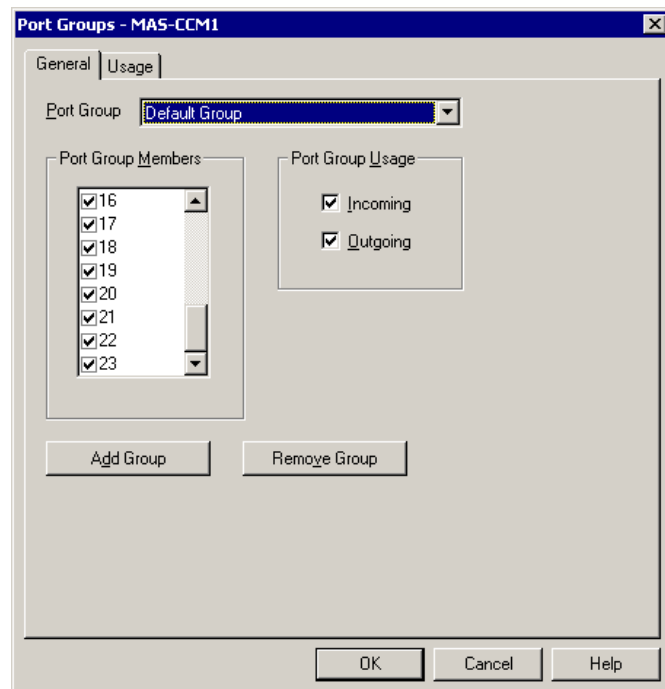 Port Groups - MAS-CCM1
General
Usage
Port Group
Default Group
Port Group Members
16
17
18
19
20
21
22
23
Port Group Usage
Incoming
Outgoing
Add Group
Remove Group
OK
Cancel
Help